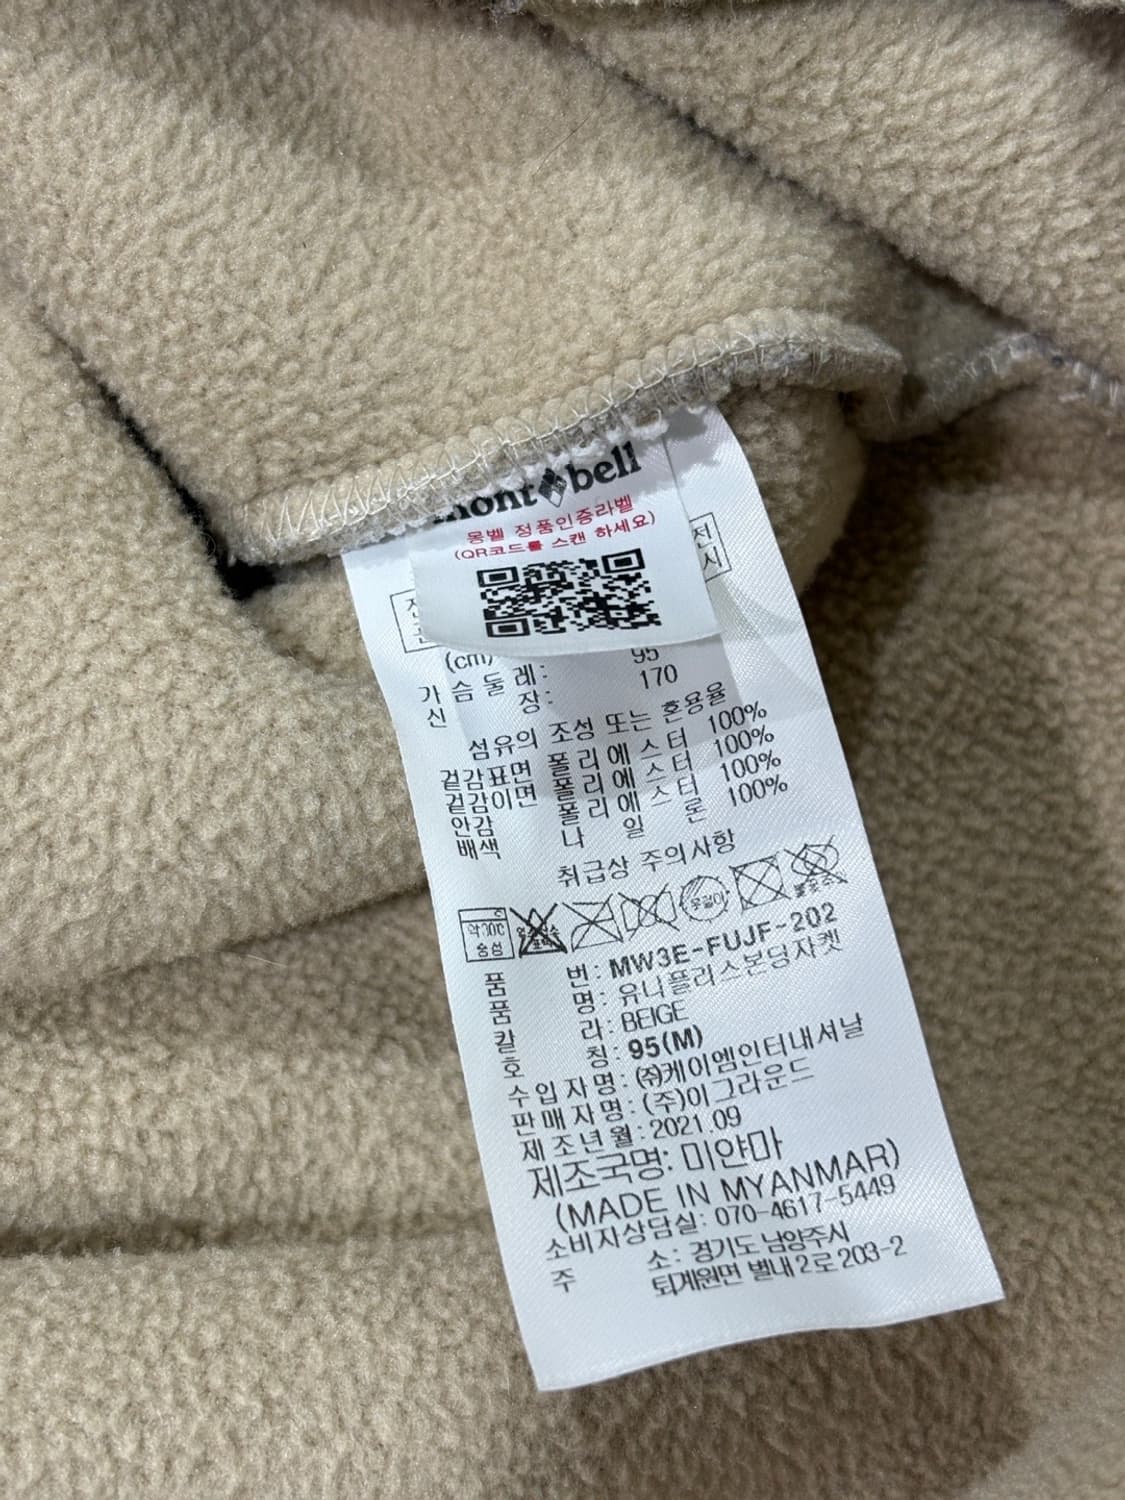 mont bell
몽벨 정품인증라벨
(QR코드를 스캔 하세요)
전
시
(cm)
가 슴 둘 레: 95
신 장: 170
섬유의 조성 또는 혼용율
겉감표면 폴리에스터 100%
겉감이면 폴리에스터 100%
안감 폴리에스터 100%
배색 나 일 론 100%
취급상 주의사항
약30℃
중성
옷걸이
품 번: MW3E-FUJF-202
품 명: 유니플리스본딩자켓
칼 라: BEIGE
호 칭: 95(M)
수입자명: ㈜케이엠인터내셔날
판매자명: (주)이그라운드
제조년월: 2021.09
제조국명: 미얀마
(MADE IN MYANMAR)
소비자상담실: 070-4617-5449
주 소: 경기도 남양주시
퇴계원면 별내2로 203-2